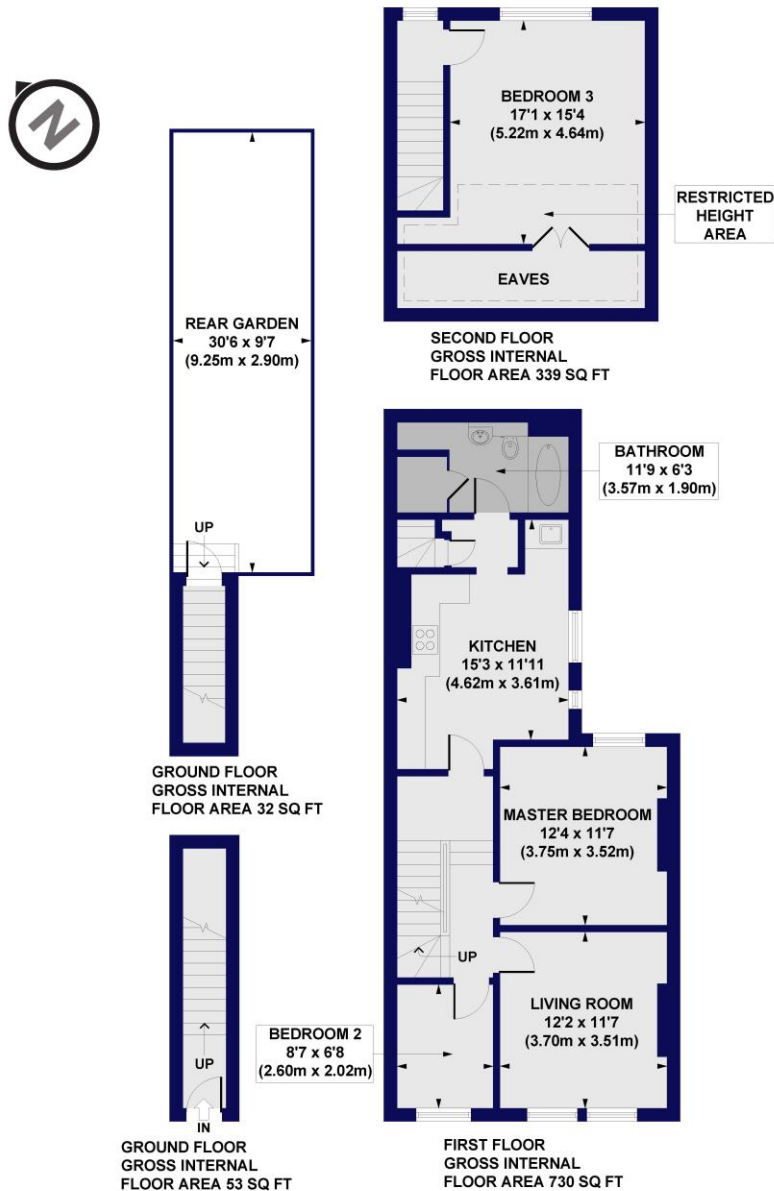 N
BEDROOM 3
17'1 x 15'4
(5.22m x 4.64m)
RESTRICTED
HEIGHT
AREA
EAVES
SECOND FLOOR
GROSS INTERNAL
FLOOR AREA 339 SQ FT
REAR GARDEN
30'6 x 9'7
(9.25m x 2.90m)
UP
GROUND FLOOR
GROSS INTERNAL
FLOOR AREA 32 SQ FT
BATHROOM
11'9 x 6'3
(3.57m x 1.90m)
KITCHEN
15'3 x 11'11
(4.62m x 3.61m)
MASTER BEDROOM
12'4 x 11'7
(3.75m x 3.52m)
UP
LIVING ROOM
12'2 x 11'7
(3.70m x 3.51m)
BEDROOM 2
8'7 x 6'8
(2.60m x 2.02m)
UP
IN
GROUND FLOOR
GROSS INTERNAL
FLOOR AREA 53 SQ FT
FIRST FLOOR
GROSS INTERNAL
FLOOR AREA 730 SQ FT